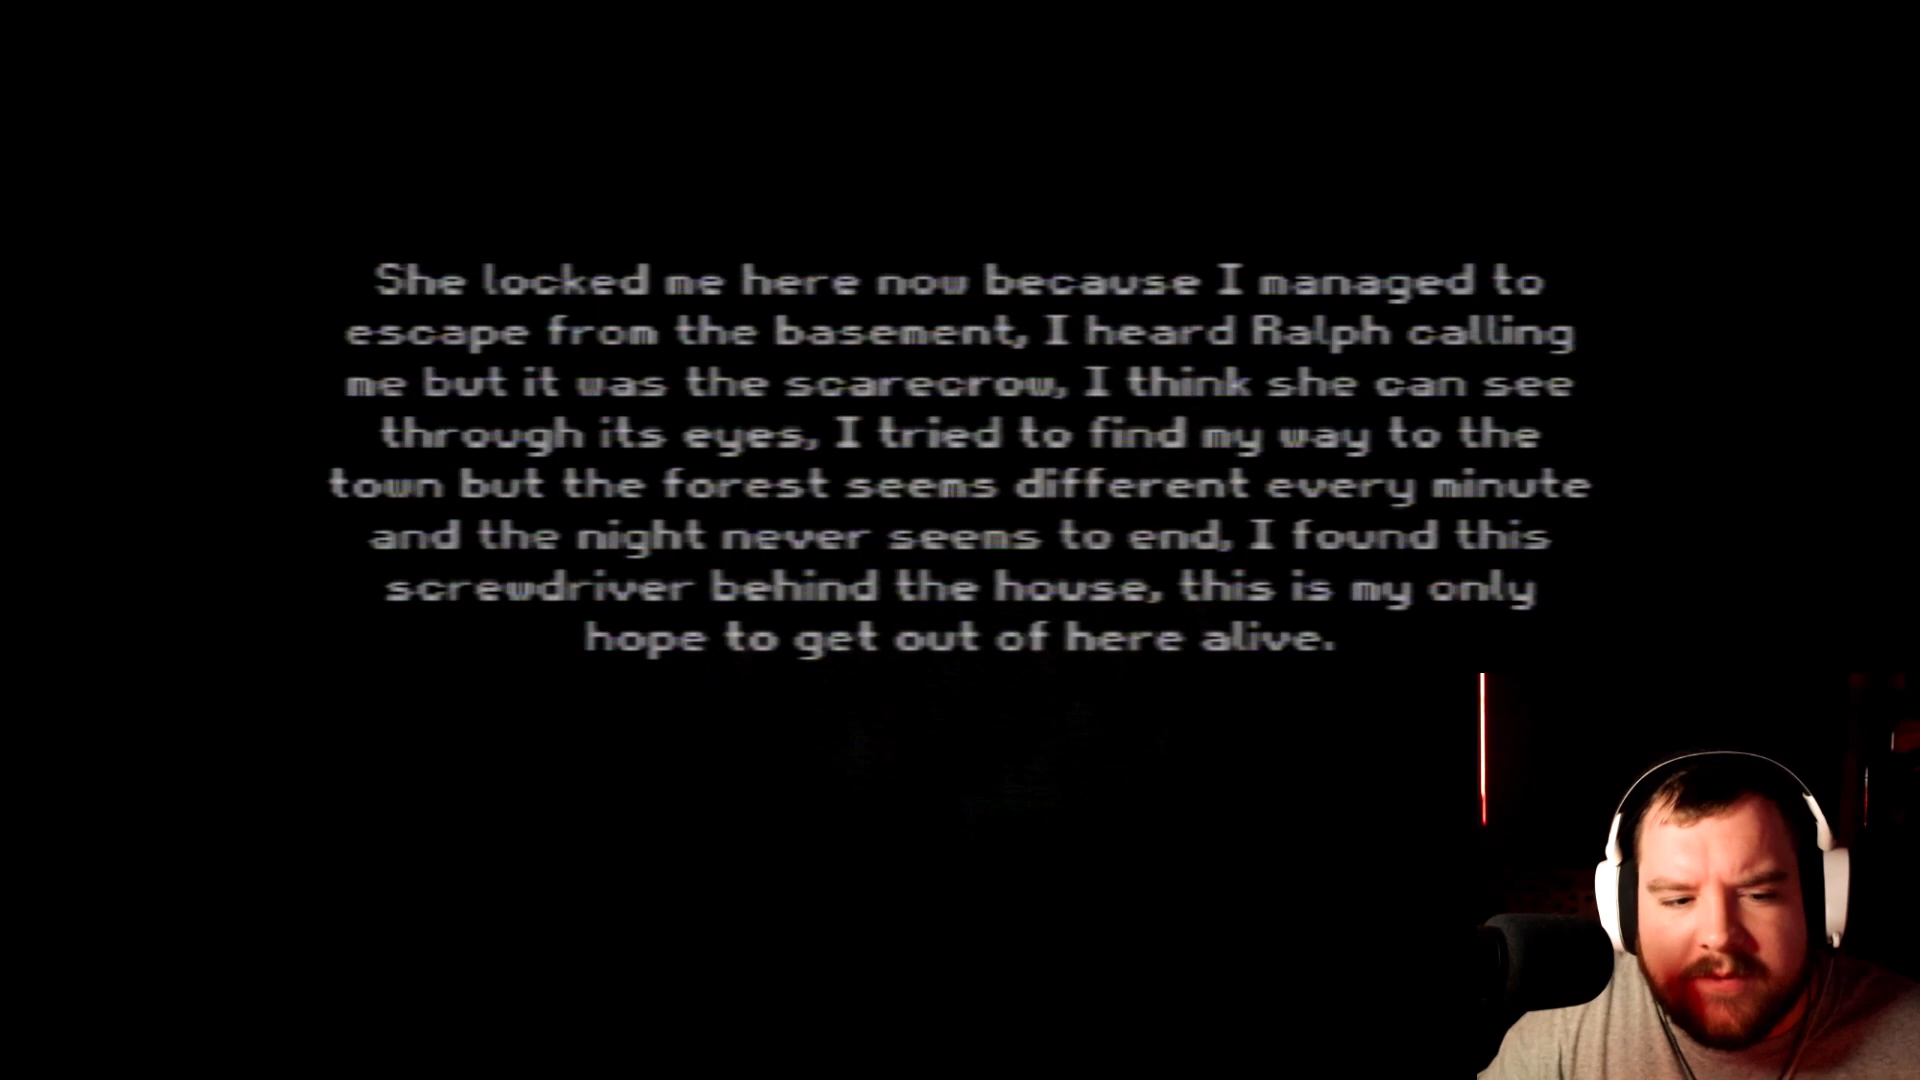 She locked me here now because I managed to
escape from the basement, I heard Ralph calling
me but it was the scarecrow, I think she can see
through its eyes, I tried to find my way to the
town but the forest seems different every minute
and the night never seems to end, I found this
screwdriver behind the house, this is my only
hope to get out of here alive.